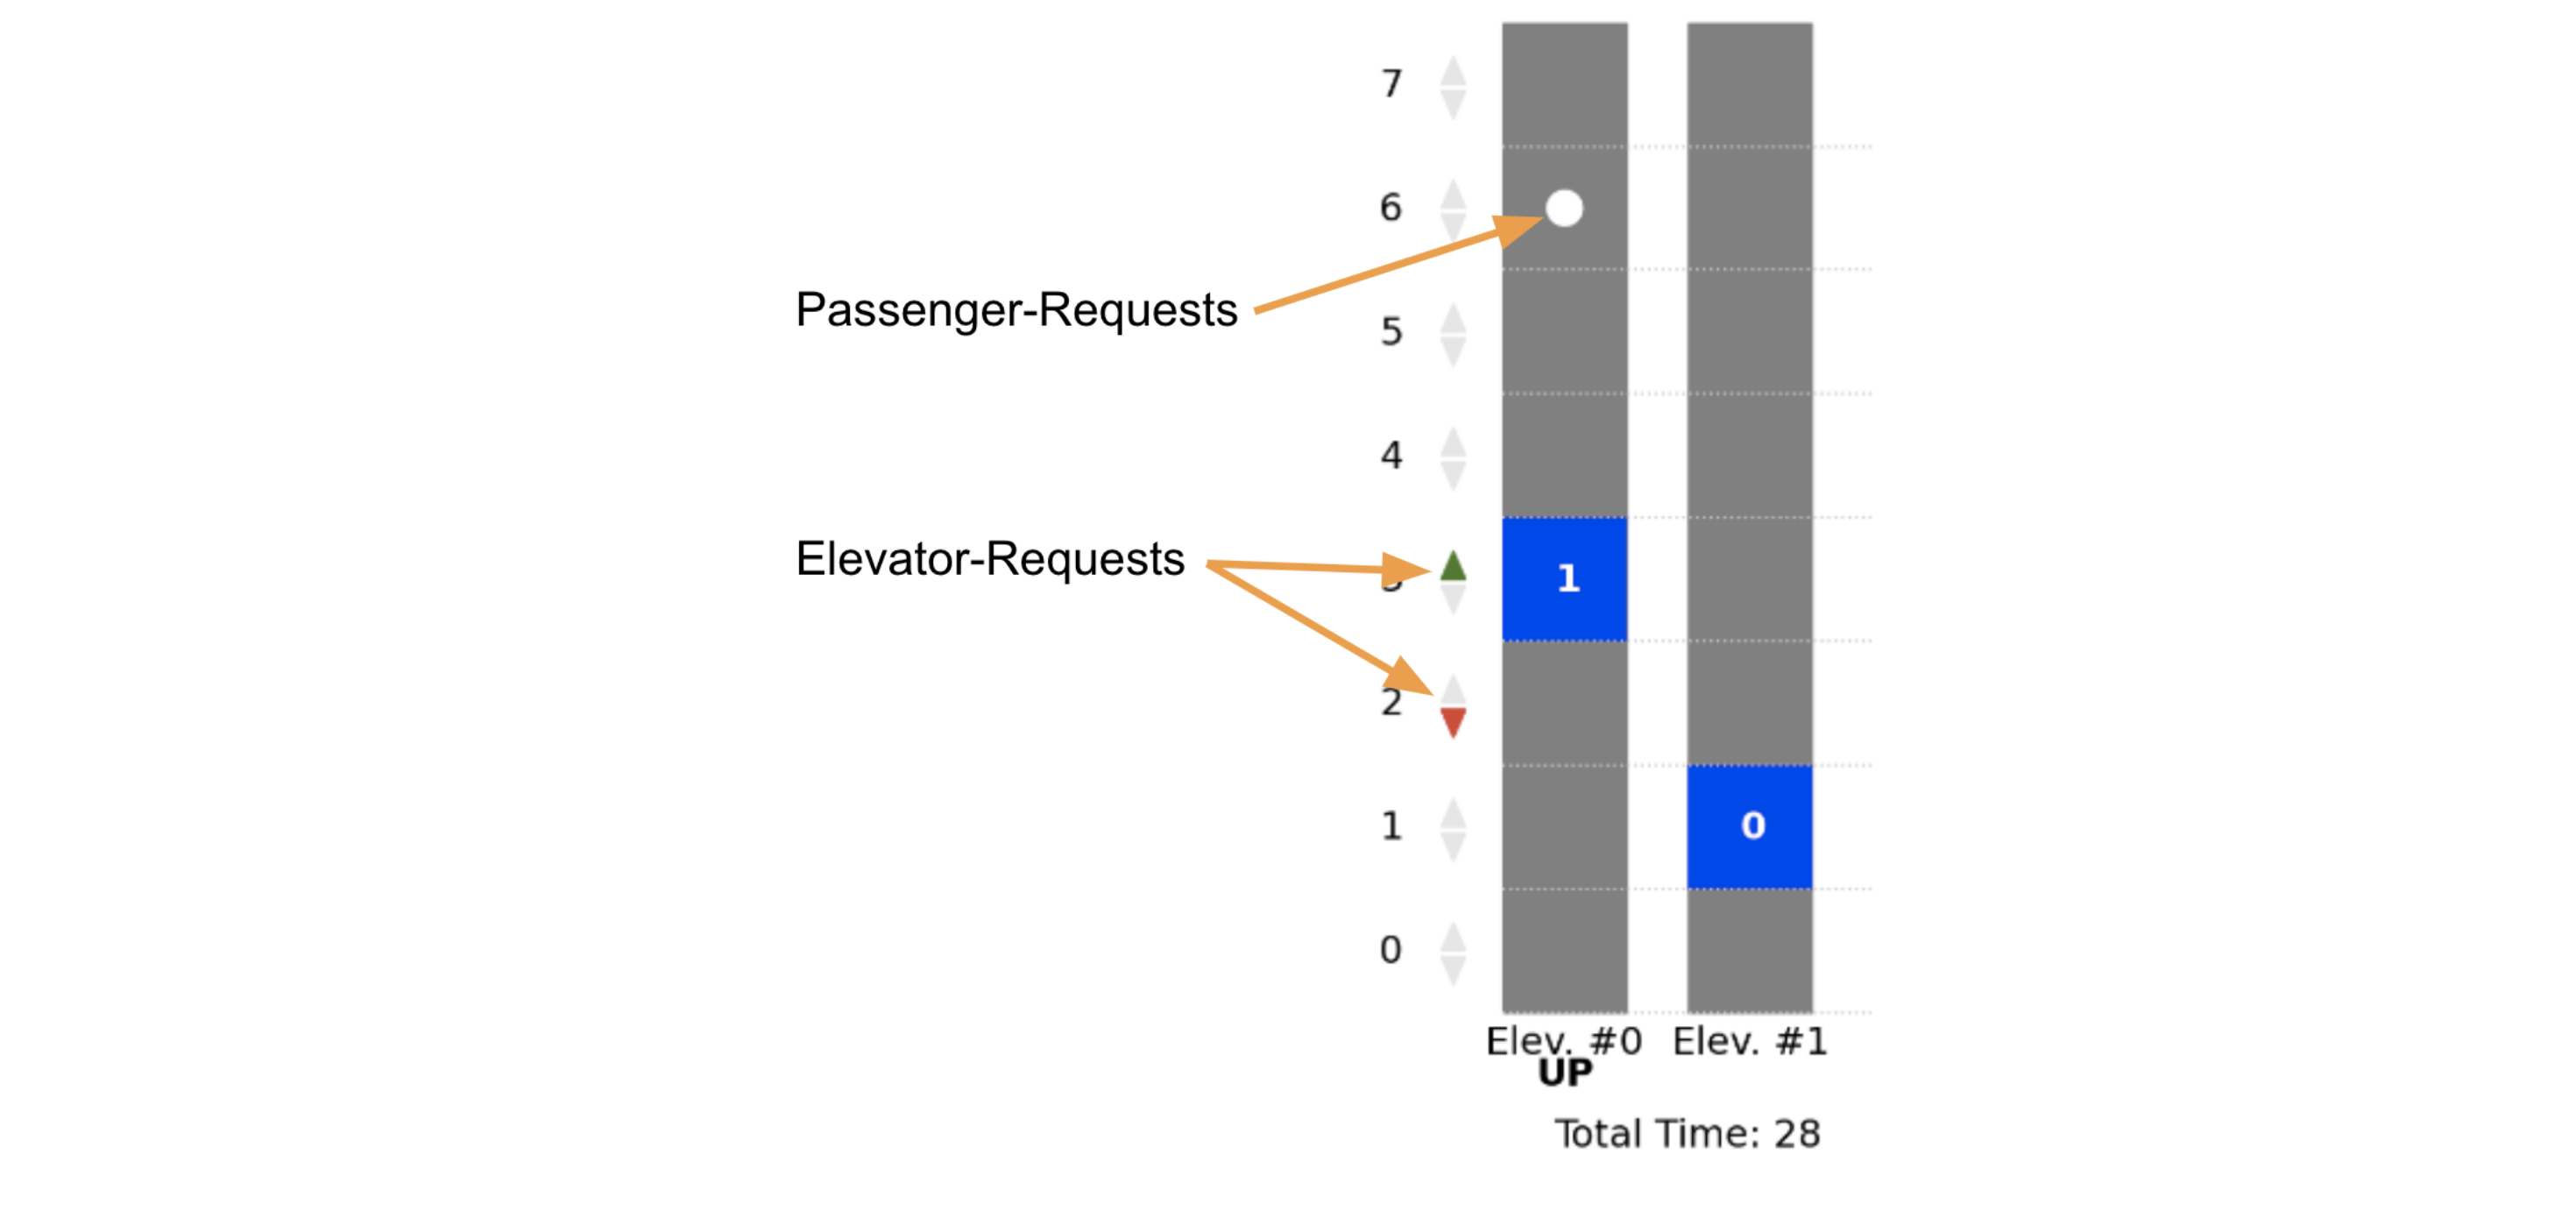 7
6
Passenger-Requests
5
4
Elevator-Requests
1
2
1
0
0
Elev. #0 Elev. #1
UP
Total Time: 28